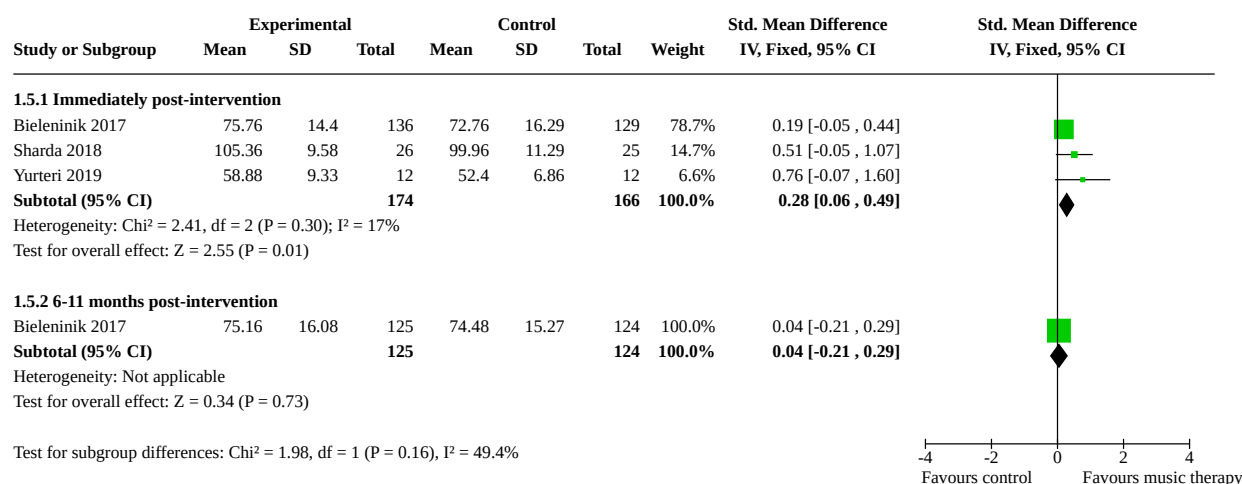 Experimental Control Std. Mean Difference Std. Mean Difference
Study or Subgroup Mean SD Total Mean SD Total Weight IV, Fixed, 95% CI IV, Fixed, 95% CI
1.5.1 Immediately post-intervention
Bieleninik 2017 75.76 14.4 136 72.76 16.29 129 78.7% 0.19 [-0.05 , 0.44]
Sharda 2018 105.36 9.58 26 99.96 11.29 25 14.7% 0.51 [-0.05 , 1.07]
Yurteri 2019 58.88 9.33 12 52.4 6.86 12 6.6% 0.76 [-0.07 , 1.60]
Subtotal (95% CI) 174 166 100.0% 0.28 [0.06 , 0.49]
Heterogeneity: Chi² = 2.41, df = 2 (P = 0.30); I² = 17%
Test for overall effect: Z = 2.55 (P = 0.01)
1.5.2 6-11 months post-intervention
Bieleninik 2017 75.16 16.08 125 74.48 15.27 124 100.0% 0.04 [-0.21 , 0.29]
Subtotal (95% CI) 125 124 100.0% 0.04 [-0.21 , 0.29]
Heterogeneity: Not applicable
Test for overall effect: Z = 0.34 (P = 0.73)
Test for subgroup differences: Chi² = 1.98, df = 1 (P = 0.16), I² = 49.4%
-4 -2 0 2 4
Favours control Favours music therapy